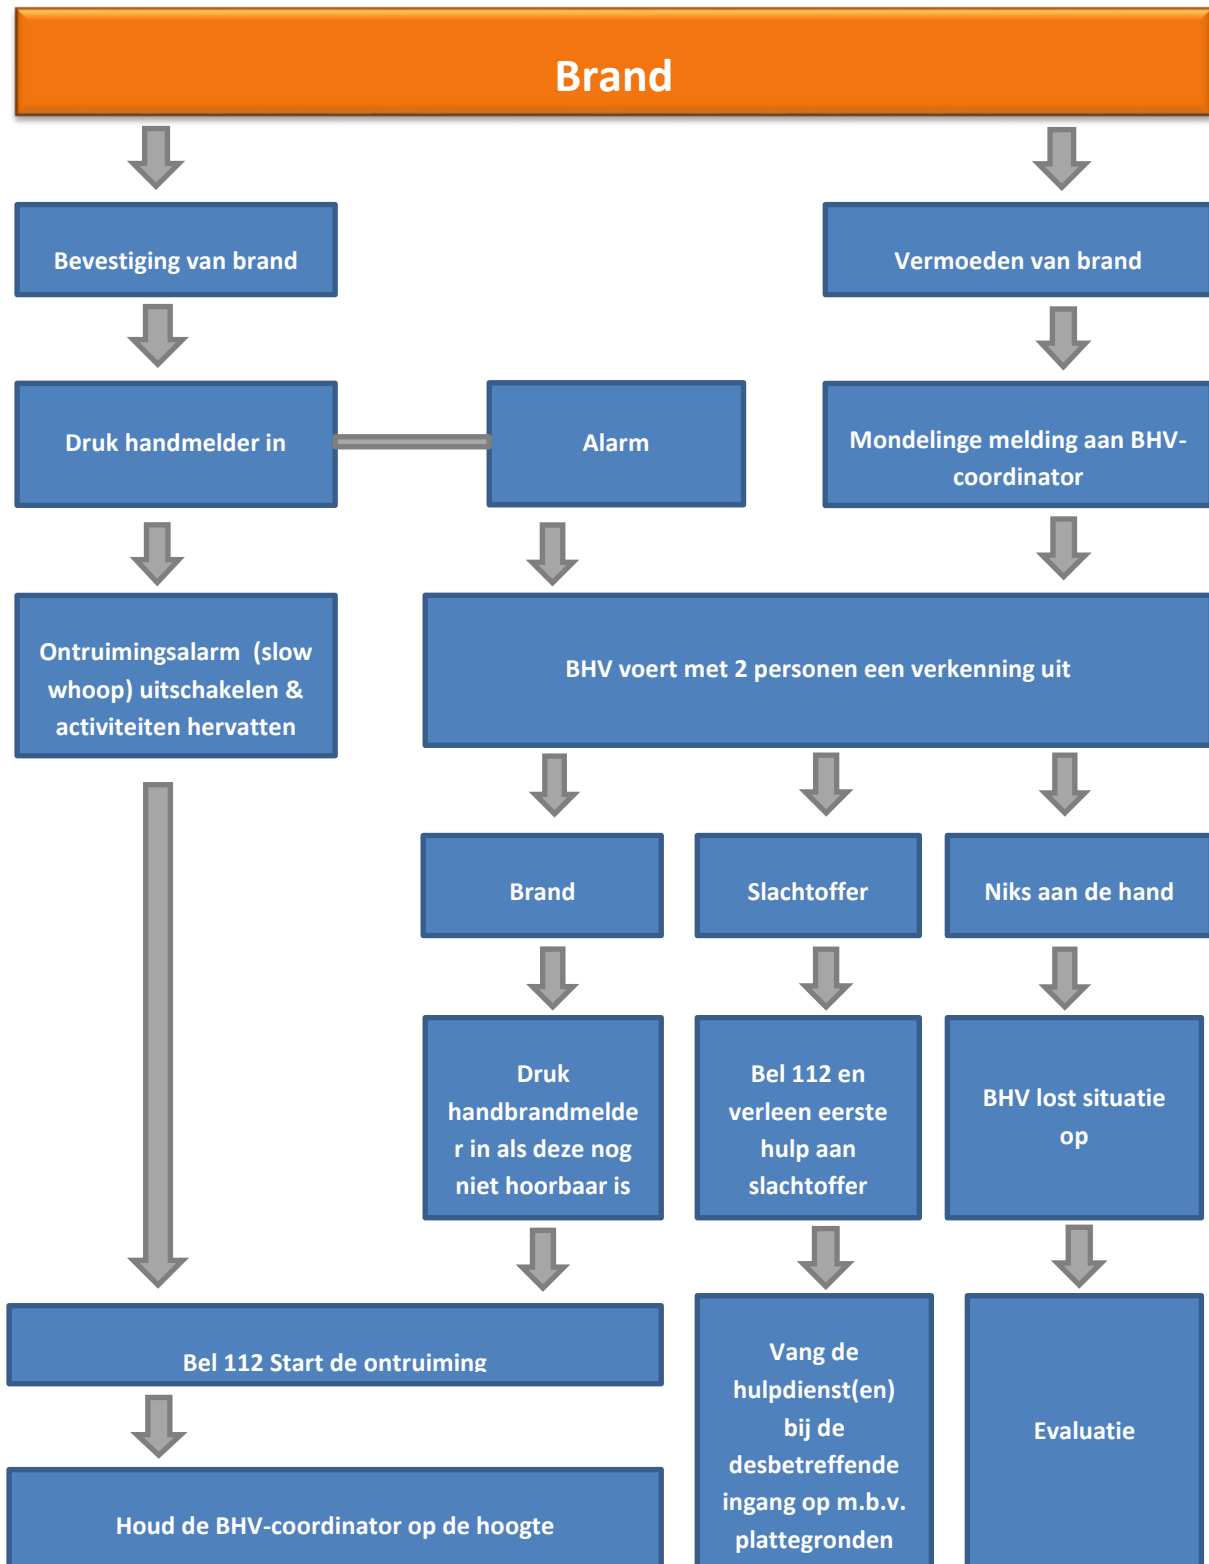 Brand
Bevestiging van brand
Vermoeden van brand
Druk handmelder in
Alarm
Mondelinge melding aan BHV-
coordinator
Ontruimingsalarm (slow
whoop) uitschakelen &
activiteiten hervatten
BHV voert met 2 personen een verkenning uit
Brand
Slachtoffer
Niks aan de hand
Druk
handbrandmelde
r in als deze nog
niet hoorbaar is
Bel 112 en
verleen eerste
hulp aan
slachtoffer
BHV lost situatie
op
Bel 112 Start de ontruiming
Vang de
hulpdienst(en)
bij de
desbetreffende
ingang op m.b.v.
plattegronden
Evaluatie
Houd de BHV-coordinator op de hoogte